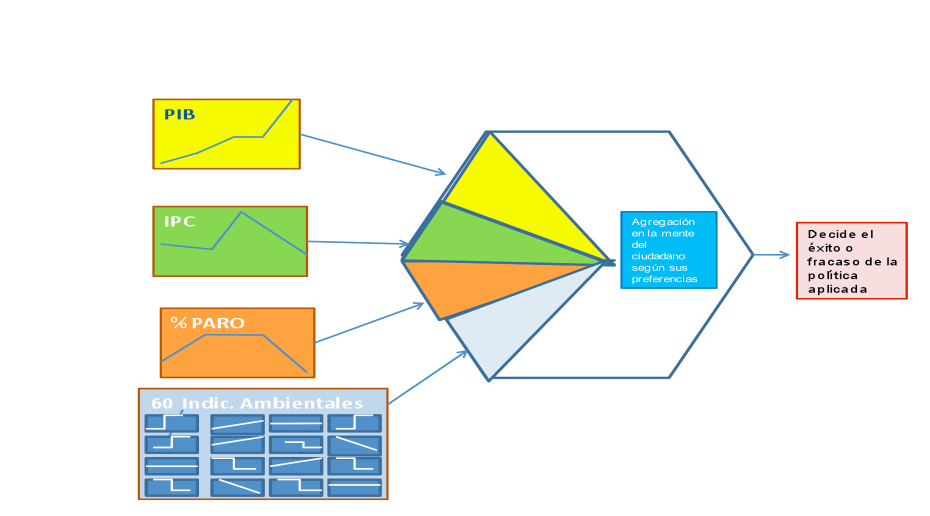 PIB
IPC
% PARO
60 Indic. Ambientales
Agregación
en la mente
del
ciudadano
según sus
preferencias
Decide el
éxito o
fracaso de la
política
aplicada